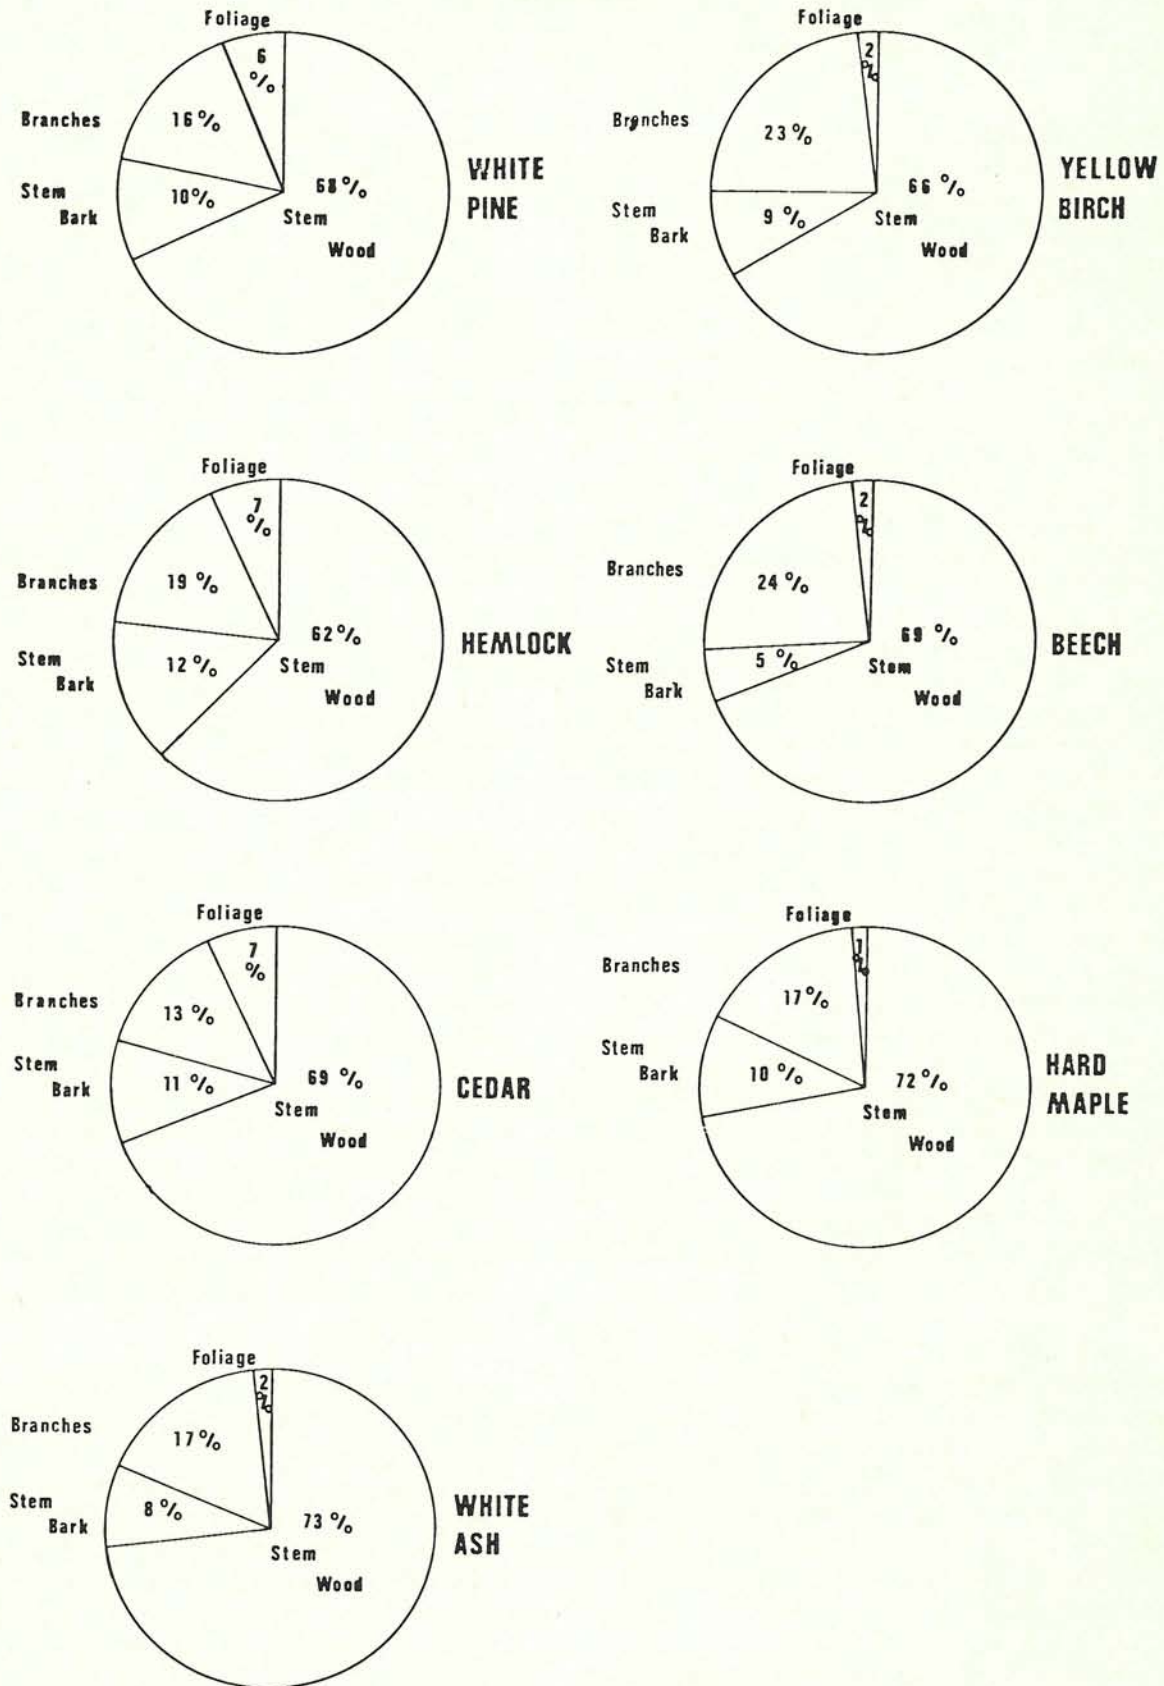 Foliage
6
%
Branches
16 %
Stem
Bark
10%
68%
Stem
Wood
WHITE
PINE
Foliage
2
%
Branches
23 %
Stem
Bark
9 %
66 %
Stem
Wood
YELLOW
BIRCH
Foliage
7
%
Branches
19 %
Stem
Bark
12 %
62%
Stem
Wood
HEMLOCK
Foliage
2
%
Branches
24 %
Stem
Bark
5 %
69 %
Stem
Wood
BEECH
Foliage
7
%
Branches
13 %
Stem
Bark
11 %
69 %
Stem
Wood
CEDAR
Foliage
1
%
Branches
17%
Stem
Bark
10 %
72%
Stem
Wood
HARD
MAPLE
Foliage
2
%
Branches
17%
Stem
Bark
8 %
73 %
Stem
Wood
WHITE
ASH